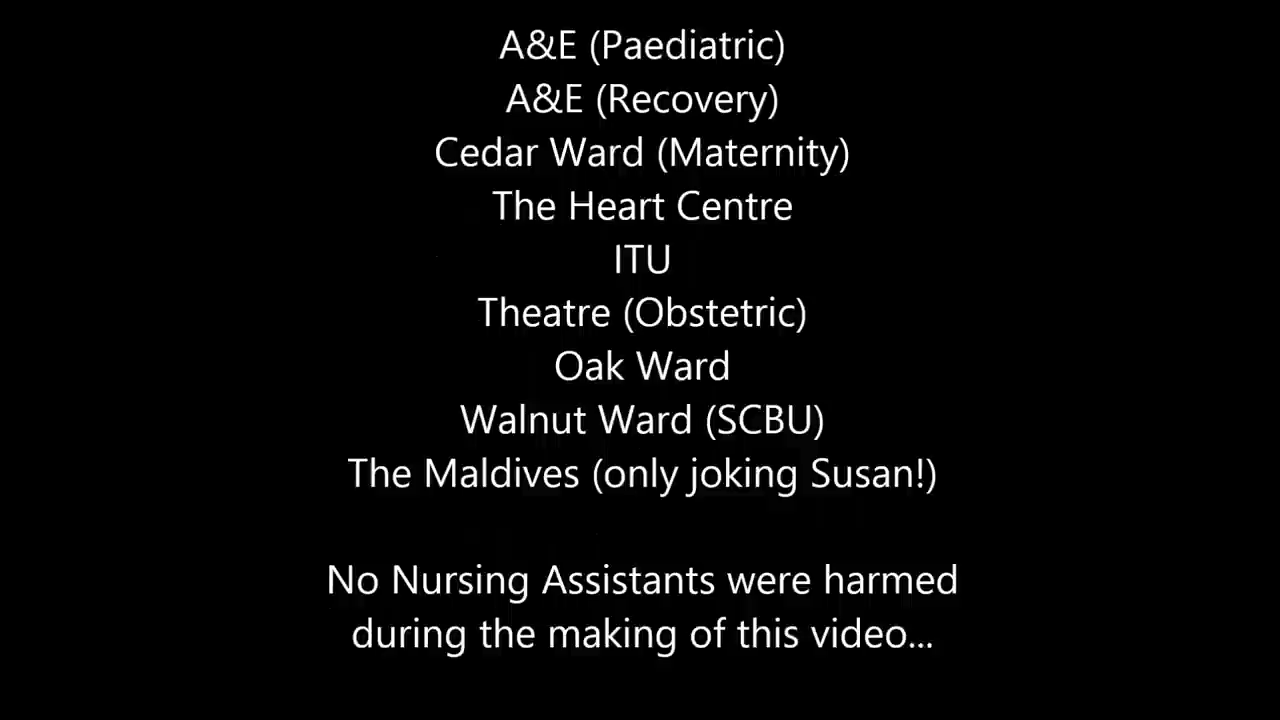 A&E (Paediatric)
A&E (Recovery)
Cedar Ward (Maternity)
The Heart Centre
ITU
Theatre (Obstetric)
Oak Ward
Walnut Ward (SCBU)
The Maldives (only joking Susan!)
No Nursing Assistants were harmed
during the making of this video...